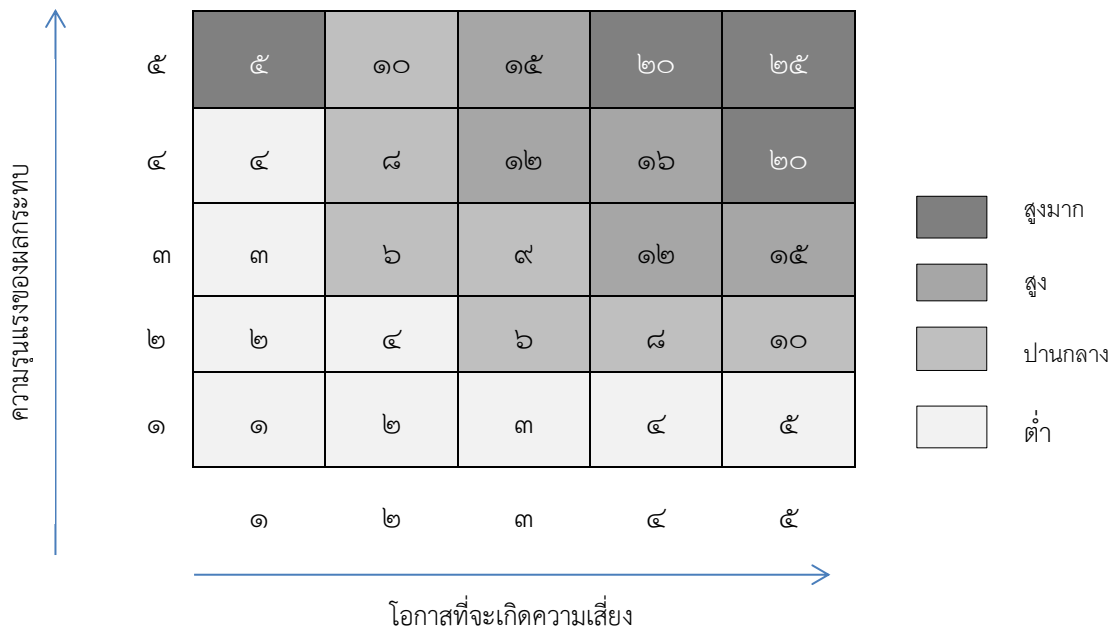 ความรุนแรงของผลกระทบ
๕ ๕ ๑๐ ๑๕ ๒๐ ๒๕
๔ ๔ ๘ ๑๒ ๑๖ ๒๐
๓ ๓ ๖ ๙ ๑๒ ๑๕
๒ ๒ ๔ ๖ ๘ ๑๐
๑ ๑ ๒ ๓ ๔ ๕
๑ ๒ ๓ ๔ ๕
โอกาสที่จะเกิดความเสี่ยง
สูงมาก
สูง
ปานกลาง
ต่ำ